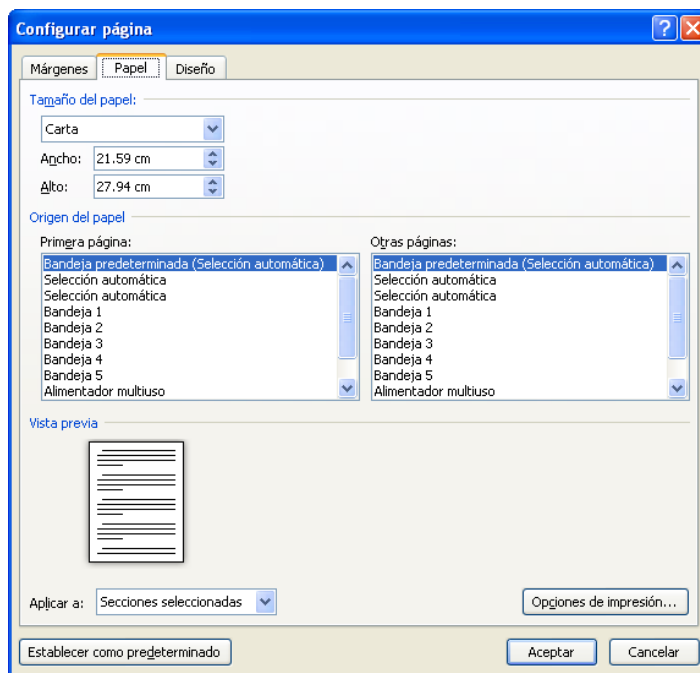 Configurar página
Márgenes Papel Diseño
Tamaño del papel:
Carta
Ancho: 21.59 cm
Alto: 27.94 cm
Origen del papel
Primera página:
Bandeja predeterminada (Selección automática)
Selección automática
Selección automática
Bandeja 1
Bandeja 2
Bandeja 3
Bandeja 4
Bandeja 5
Alimentador multiuso
Otras páginas:
Bandeja predeterminada (Selección automática)
Selección automática
Selección automática
Bandeja 1
Bandeja 2
Bandeja 3
Bandeja 4
Bandeja 5
Alimentador multiuso
Vista previa
Aplicar a: Secciones seleccionadas
Opciones de impresión...
Establecer como predeterminado
Aceptar
Cancelar